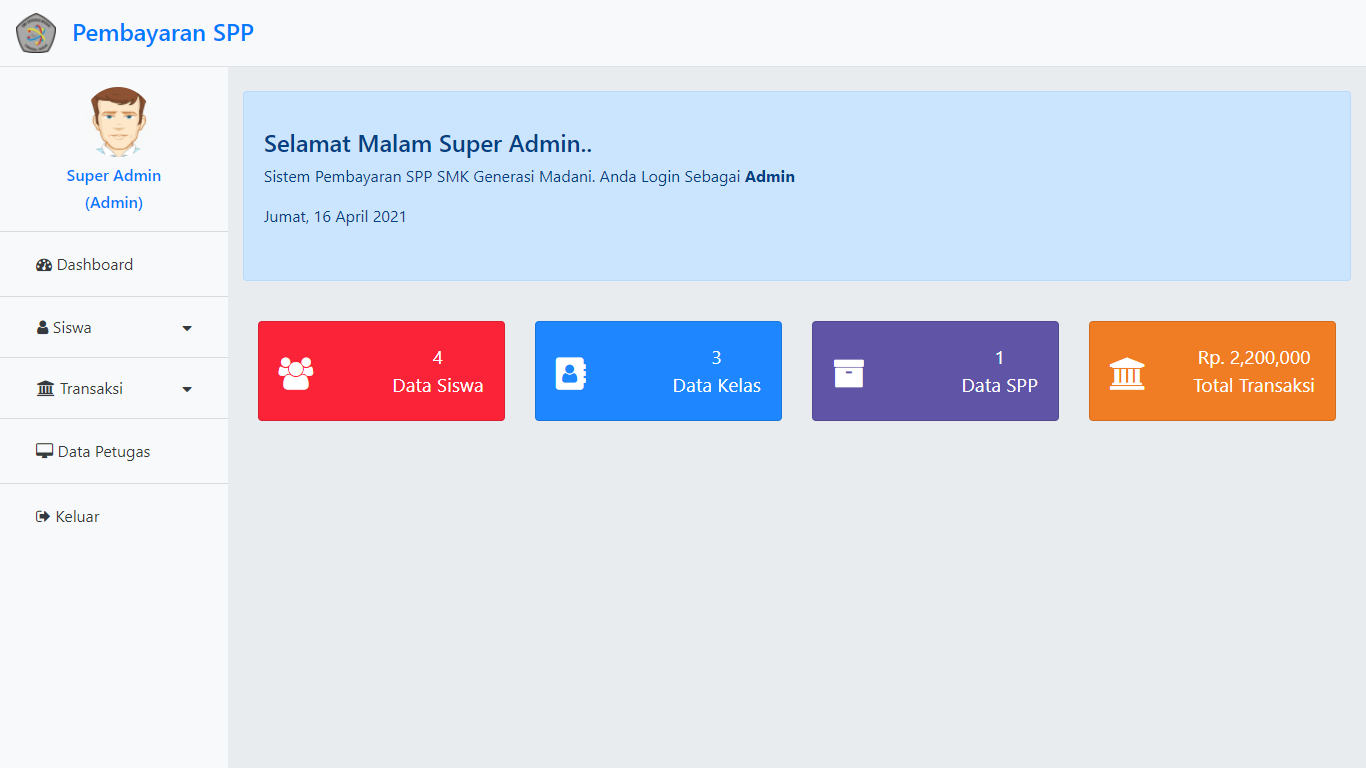 Pembayaran SPP
Super Admin
(Admin)
Dashboard
Siswa
Transaksi
Data Petugas
Keluar
Selamat Malam Super Admin..
Sistem Pembayaran SPP SMK Generasi Madani. Anda Login Sebagai Admin
Jumat, 16 April 2021
4
Data Siswa
3
Data Kelas
1
Data SPP
Rp. 2,200,000
Total Transaksi